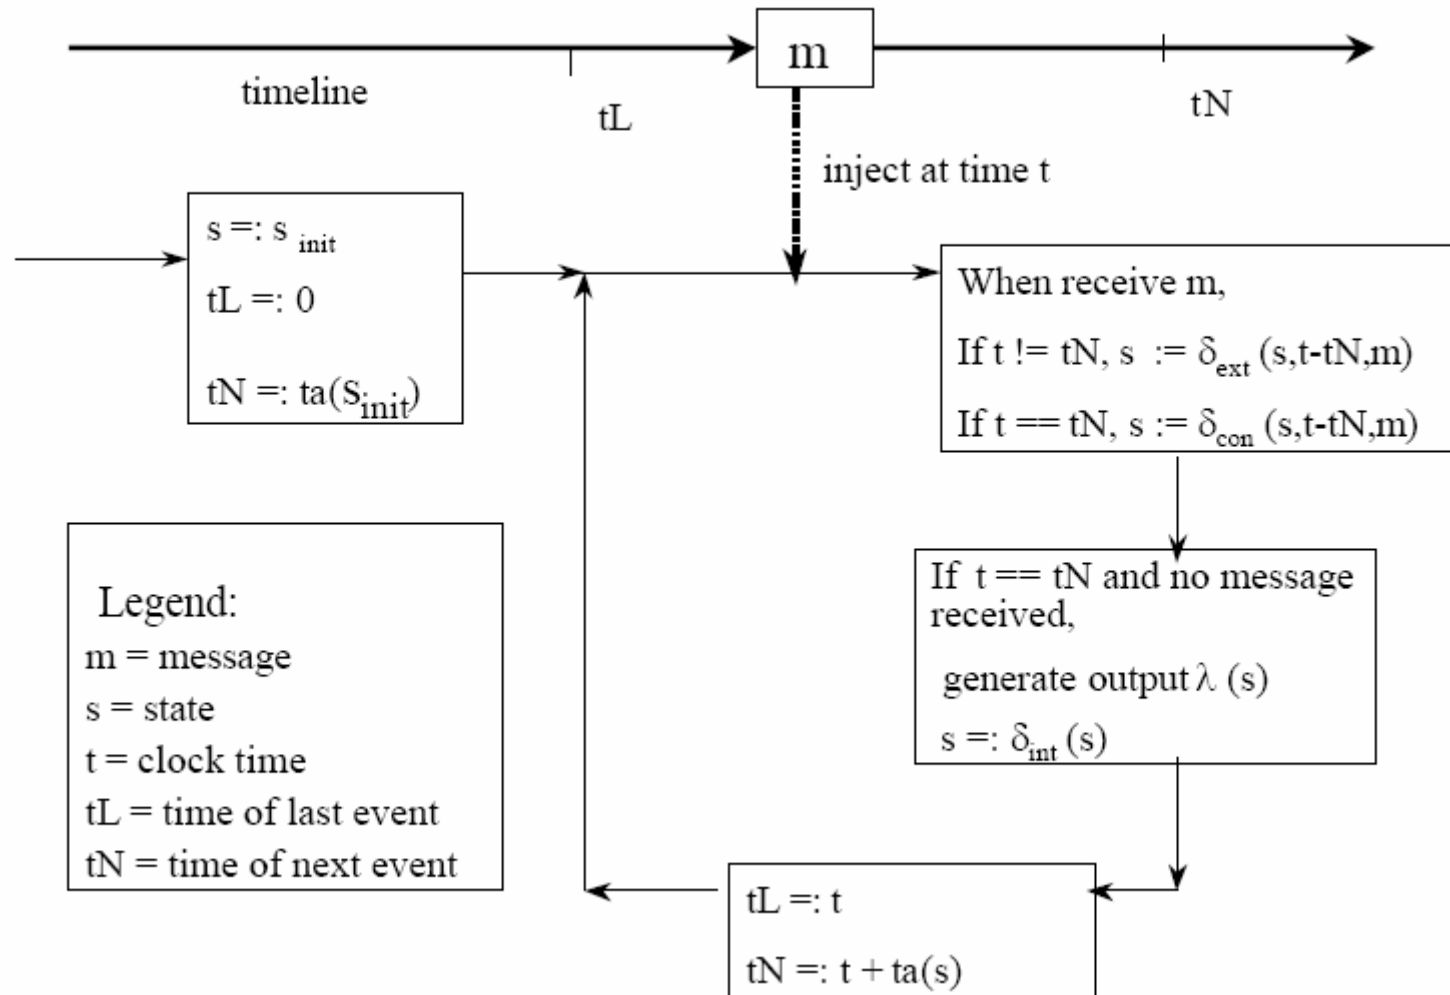 m
timeline
tL
tN
inject at time t
s =: s init
tL =: 0
tN =: ta(Sinit)
When receive m,
If t != tN, s := δext (s,t-tN,m)
If t == tN, s := δcon (s,t-tN,m)
If t == tN and no message
received,
generate output λ (s)
s =: δint (s)
Legend:
m = message
s = state
t = clock time
tL = time of last event
tN = time of next event
tL =: t
tN =: t + ta(s)